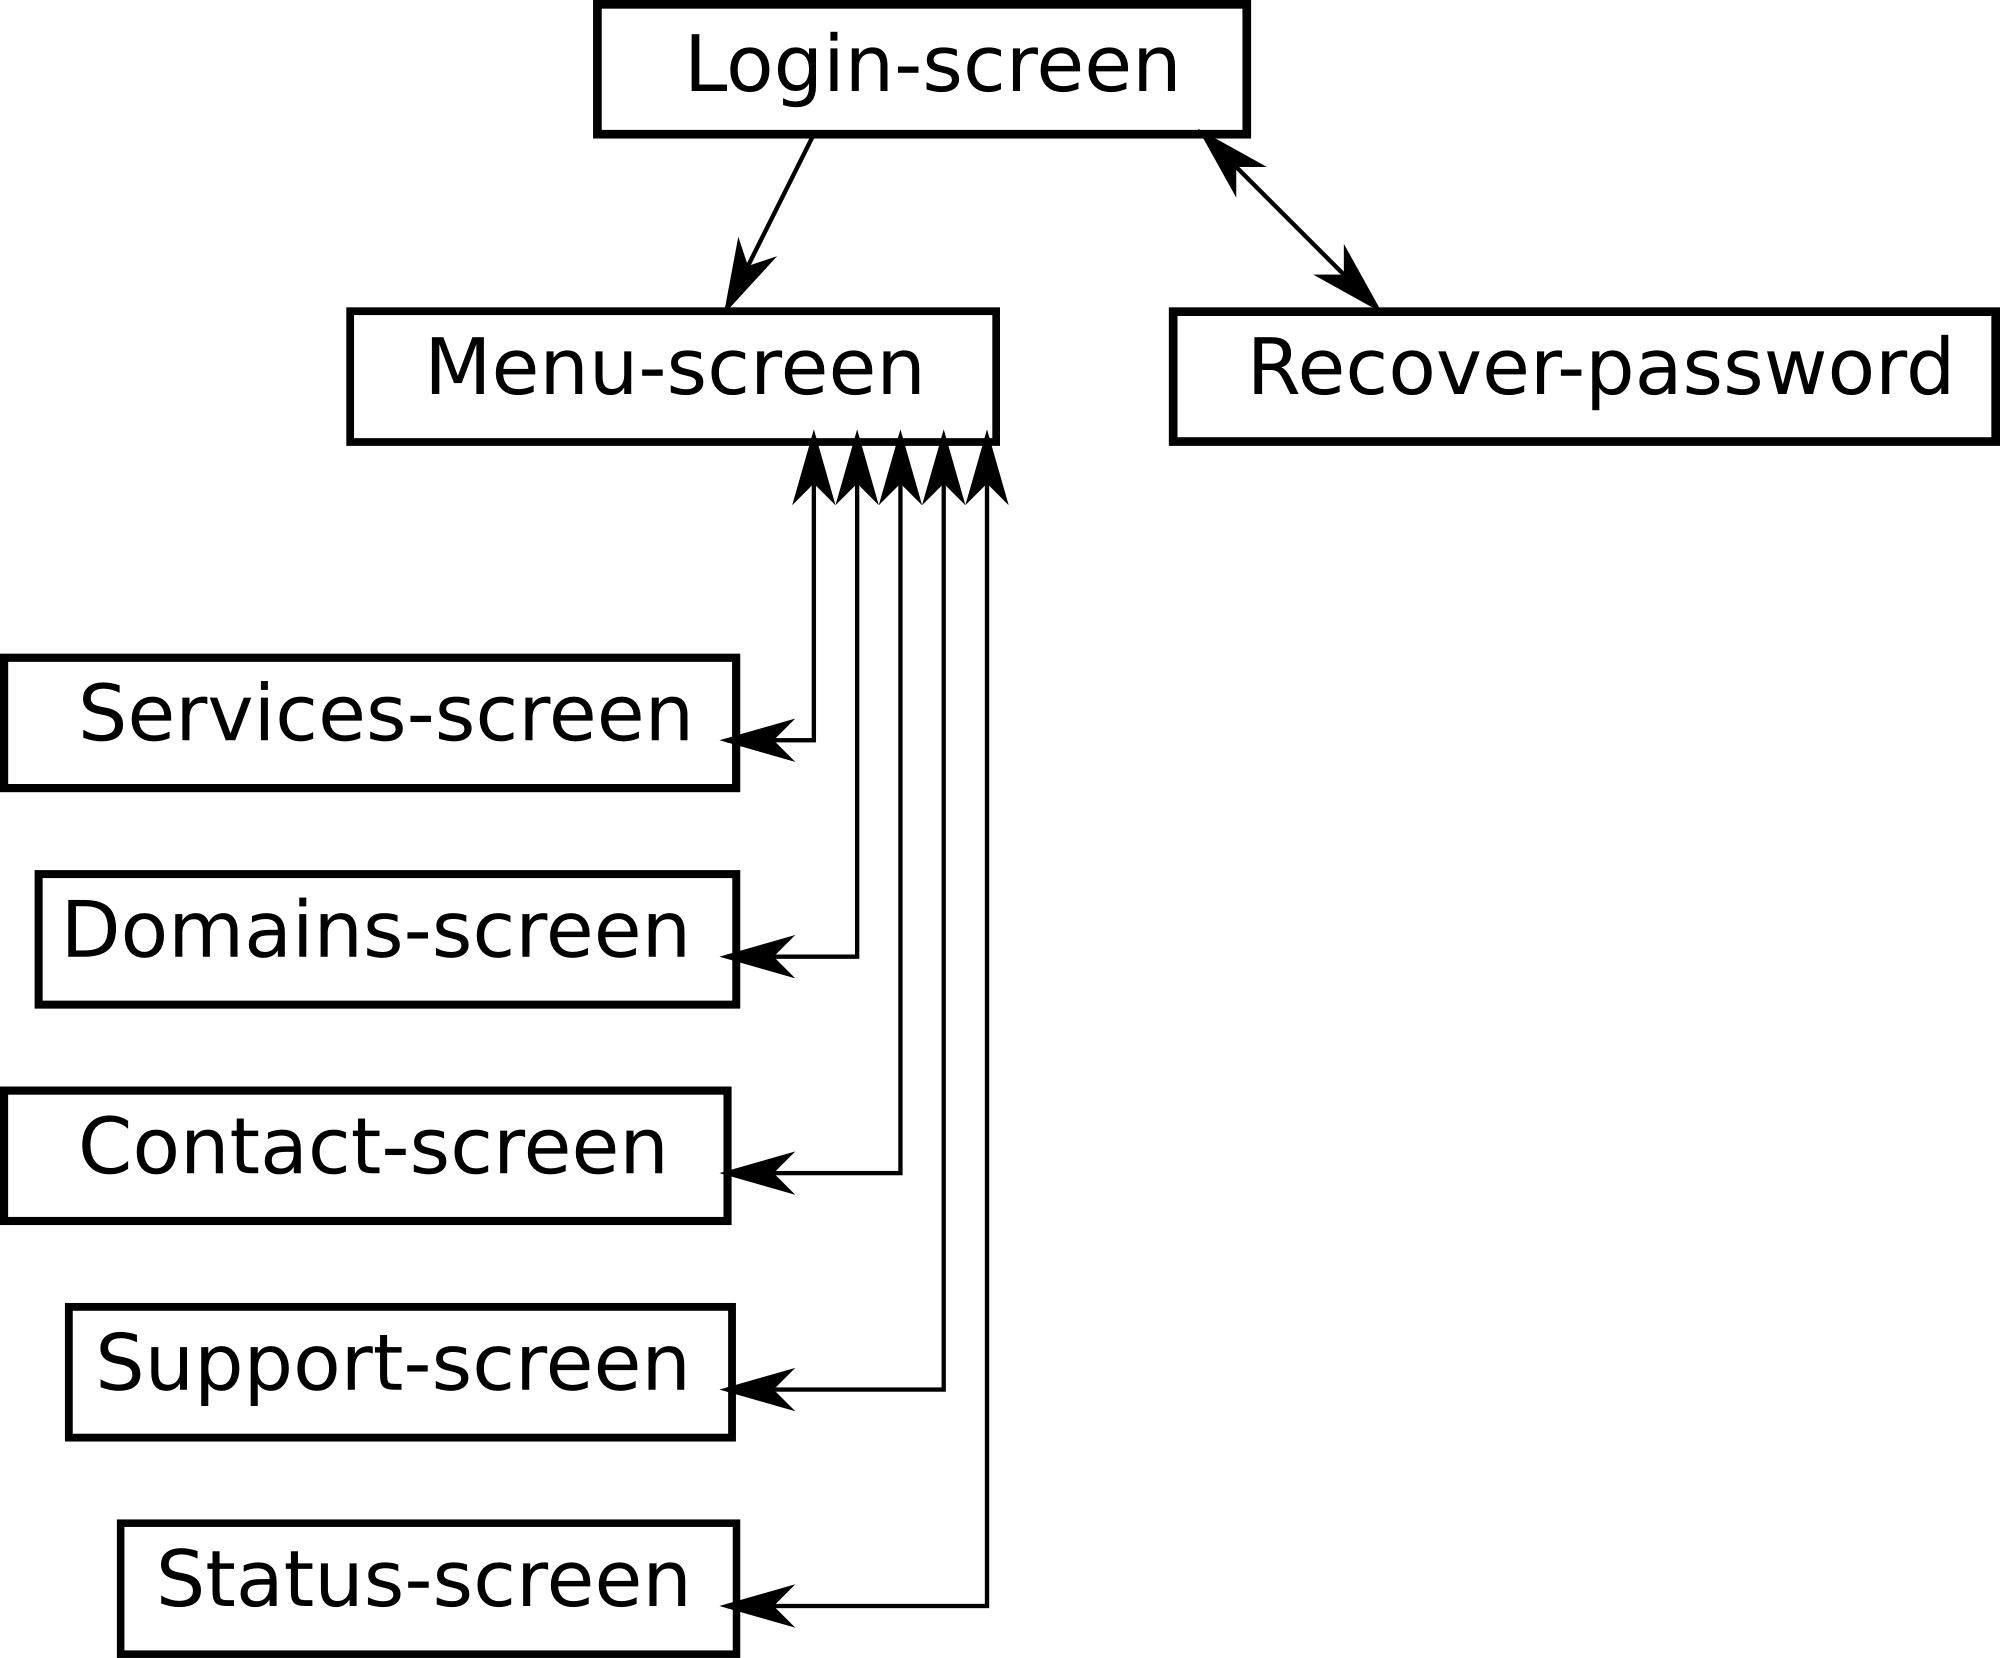 Login-screen
Menu-screen
Recover-password
Services-screen
Domains-screen
Contact-screen
Support-screen
Status-screen